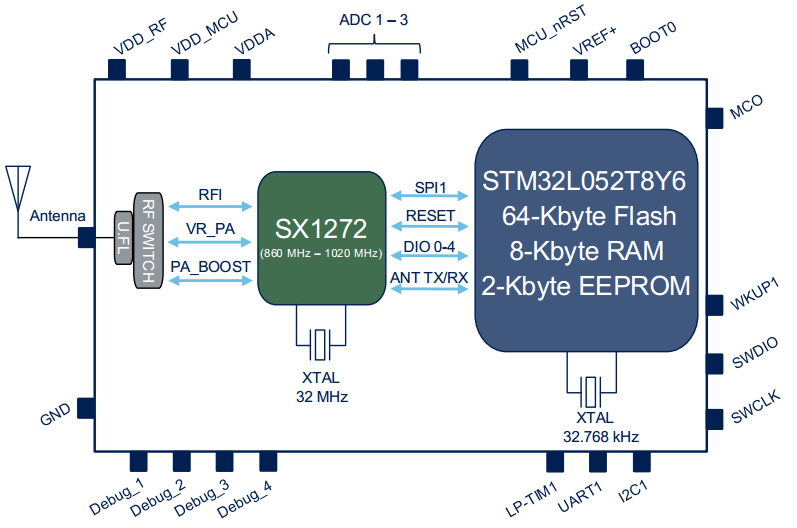 VDD_RF
VDD_MCU
VDDA
ADC 1 – 3
MCU_nRST
VREF+
BOOT0
MCO
Antenna
U.FL
RF SWITCH
RFI
VR_PA
PA_BOOST
SX1272
(860 MHz – 1020 MHz)
SPI1
RESET
DIO 0-4
ANT TX/RX
STM32L052T8Y6
64-Kbyte Flash
8-Kbyte RAM
2-Kbyte EEPROM
WKUP1
SWDIO
SWCLK
XTAL
32 MHz
XTAL
32.768 kHz
GND
Debug_1
Debug_2
Debug_3
Debug_4
LP-TIM1
UART1
I2C1